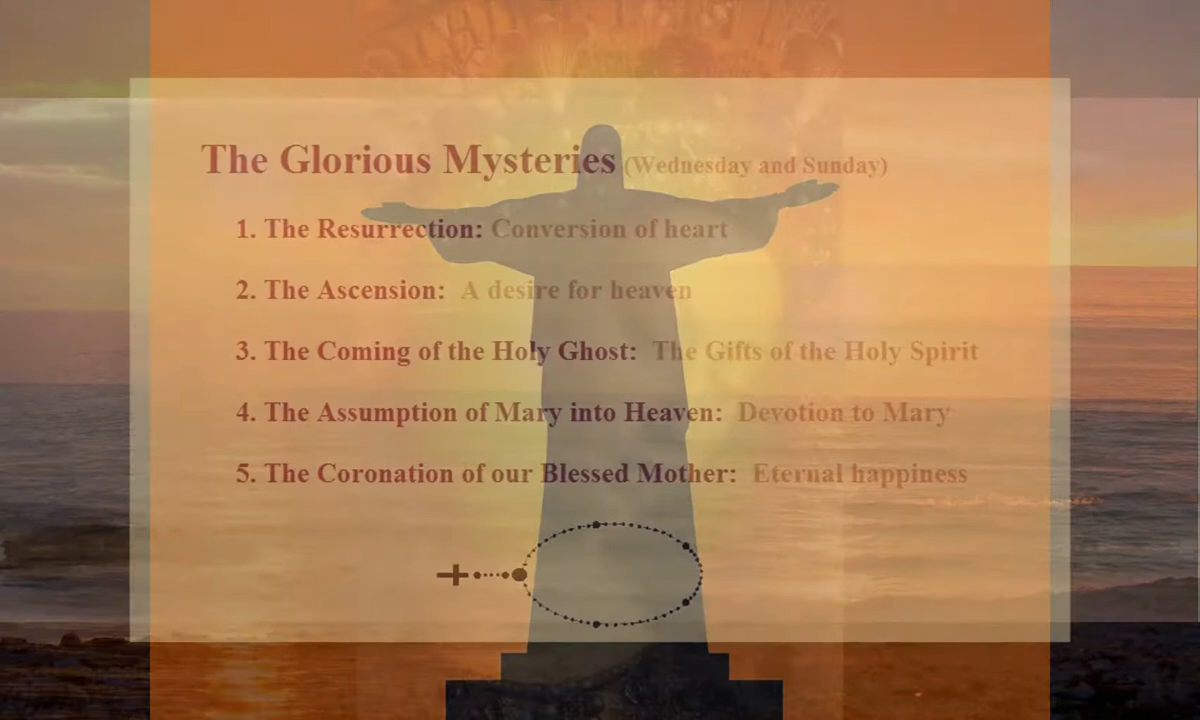 The Glorious Mysteries (Wednesday and Sunday)
1. The Resurrection: Conversion of heart
2. The Ascension: A desire for heaven
3. The Coming of the Holy Ghost: The Gifts of the Holy Spirit
4. The Assumption of Mary into Heaven: Devotion to Mary
5. The Coronation of our Blessed Mother: Eternal happiness